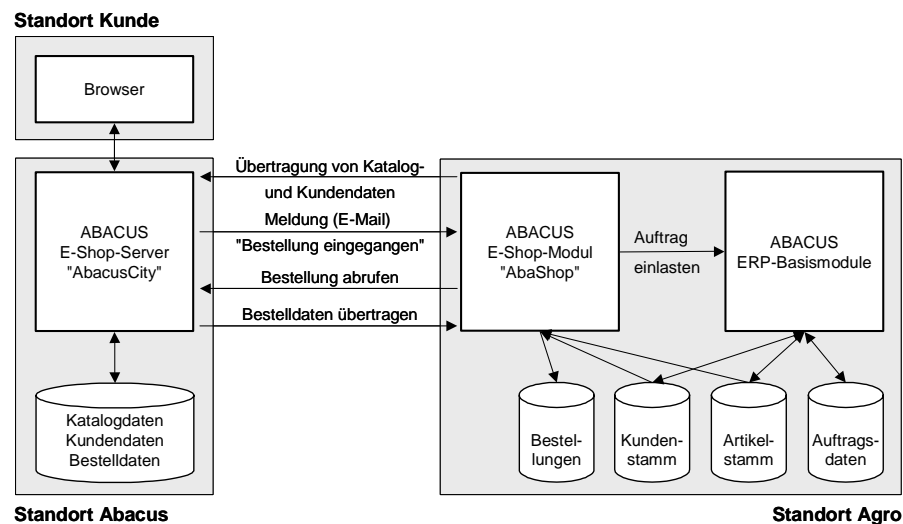 Standort Kunde
Browser
Übertragung von Katalog-
und Kundendaten
Meldung (E-Mail)
"Bestellung eingegangen"
Bestellung abrufen
Bestelldaten übertragen
ABACUS
E-Shop-Server
"AbacusCity"
ABACUS
E-Shop-Modul
"AbaShop"
Auftrag
einlasten
ABACUS
ERP-Basismodule
Katalogdaten
Kundendaten
Bestelldaten
Bestel-
lungen
Kunden-
stamm
Artikel-
stamm
Auftrags-
daten
Standort Abacus
Standort Agro